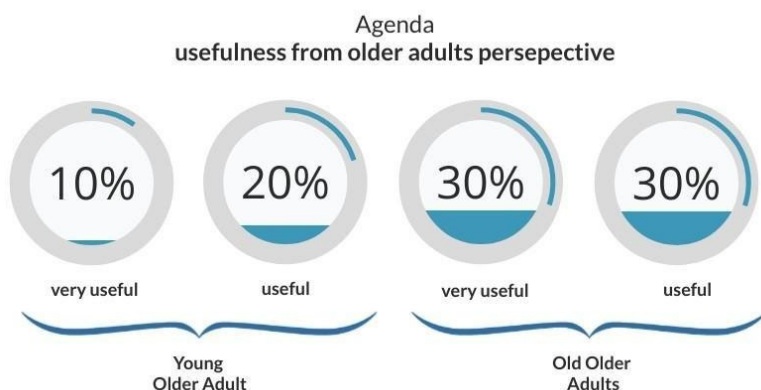 Agenda
usefulness from older adults persepective
10%
20%
30%
30%
very useful
useful
very useful
useful
Young
Older Adult
Old Older
Adults